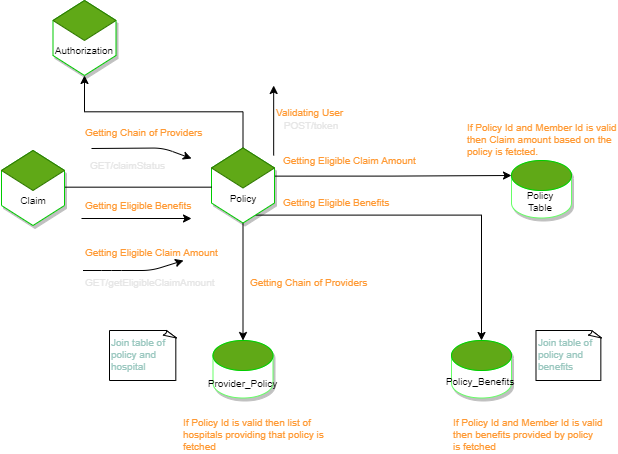 Authorization
Validating User
POST/token
Getting Chain of Providers
GET/claimStatus
If Policy Id and Member Id is valid
then Claim amount based on the
policy is fetched.
Getting Eligible Claim Amount
Claim
Policy
Policy
Table
Getting Eligible Benefits
Getting Eligible Benefits
Getting Eligible Claim Amount
GET/getEligibleClaimAmount
Getting Chain of Providers
Join table of
policy and
hospital
Provider_Policy
Policy_Benefits
Join table of
policy and
benefits
If Policy Id is valid then list of
hospitals providing that policy is
fetched
If Policy Id and Member Id is valid
then benefits provided by policy
is fetched